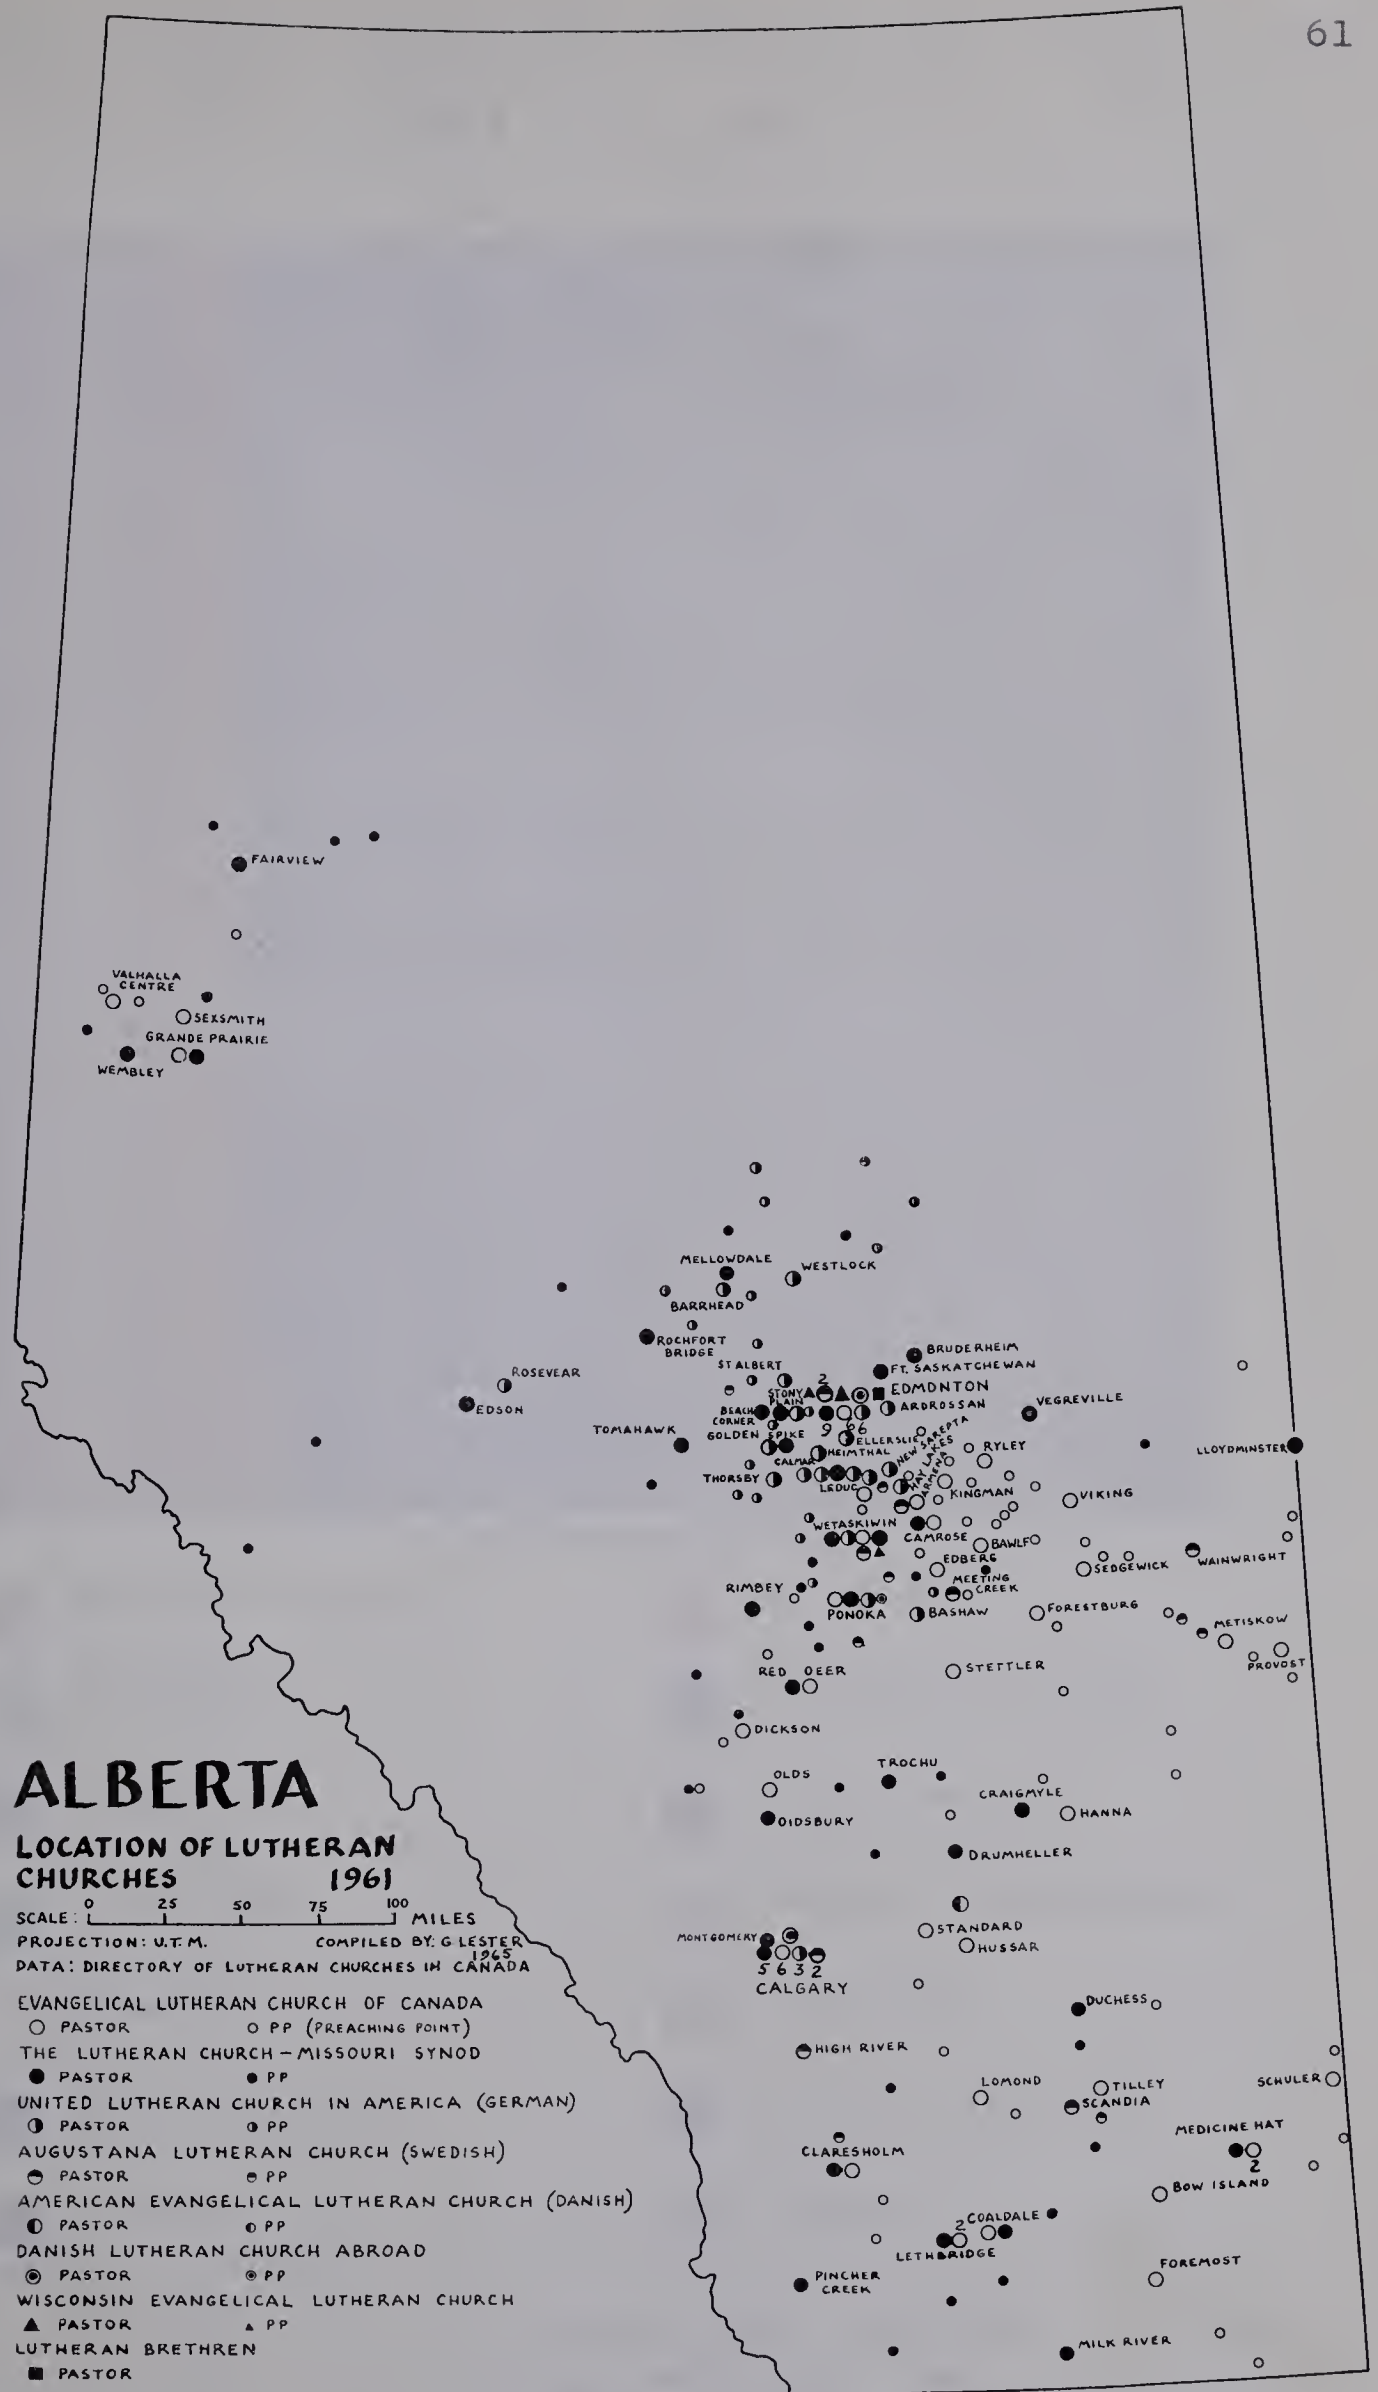 61
FAIRVIEW
VALHALLA
CENTRE
SEXSMITH
GRANDE PRAIRIE
WEMBLEY
MELLOWDALE
WESTLOCK
BARRHEAD
ROCHFORT
BRIDGE
BRUDERHEIM
ST ALBERT
FT. SASKATCHEWAN
ROSEVEAR
2
STONY
PLAIN
EDMONTON
EDSON
BEACH
CORNER
ARDROSSAN
VEGREVILLE
9 66
TOMAHAWK
GOLDEN SPIKE
ELLERSLIE
NEW SAREPTA
HAY LAKES
ARMENA
RYLEY
LLOYDMINSTER
HEIMTHAL
CALMAR
THORSBY
LEDUC
KINGMAN
VIKING
WETASKIWIN
CAMROSE
BAWLF
EDBERG
SEDGEWICK
WAINWRIGHT
MEETING
CREEK
RIMBEY
PONOKA
BASHAW
FORESTBURG
METISKOW
PROVOST
RED DEER
STETTLER
DICKSON
TROCHU
OLDS
CRAIGMYLE
HANNA
DIDSBURY
DRUMHELLER
STANDARD
HUSSAR
MONTGOMERY
5 6 3 2
CALGARY
DUCHESS
HIGH RIVER
LOMOND
TILLEY
SCHULER
SCANDIA
MEDICINE HAT
2
CLARESHOLM
BOW ISLAND
2
COALDALE
LETHBRIDGE
FOREMOST
PINCHER
CREEK
MILK RIVER
ALBERTA
LOCATION OF LUTHERAN
CHURCHES 1961
0 25 50 75 100
SCALE: MILES
PROJECTION: U.T.M. COMPILED BY: G LESTER
1965
DATA: DIRECTORY OF LUTHERAN CHURCHES IN CANADA
EVANGELICAL LUTHERAN CHURCH OF CANADA
PASTOR PP (PREACHING POINT)
THE LUTHERAN CHURCH - MISSOURI SYNOD
PASTOR PP
UNITED LUTHERAN CHURCH IN AMERICA (GERMAN)
PASTOR PP
AUGUSTANA LUTHERAN CHURCH (SWEDISH)
PASTOR PP
AMERICAN EVANGELICAL LUTHERAN CHURCH (DANISH)
PASTOR PP
DANISH LUTHERAN CHURCH ABROAD
PASTOR PP
WISCONSIN EVANGELICAL LUTHERAN CHURCH
PASTOR PP
LUTHERAN BRETHREN
PASTOR